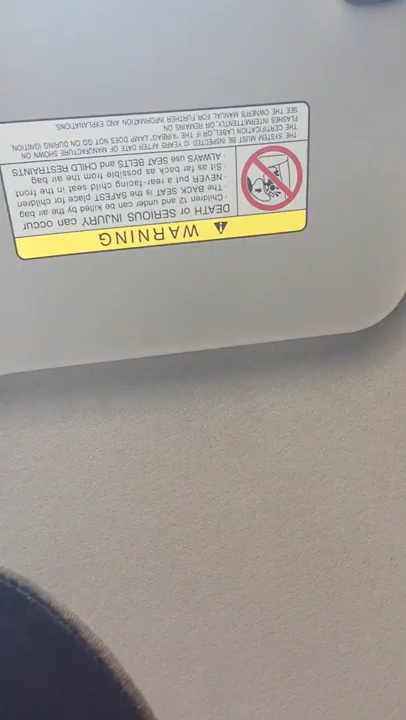 WARNING
DEATH or SERIOUS INJURY can occur
· Children 12 and under can be killed by the air bag
· The BACK SEAT is the SAFEST place for children
· NEVER put a rear-facing child seat in the front
· Sit as far back as possible from the air bag
· ALWAYS use SEAT BELTS and CHILD RESTRAINTS
THE SYSTEM MUST BE INSPECTED 10 YEARS AFTER DATE OF MANUFACTURE SHOWN ON
THE CERTIFICATION LABEL, OR IF THE "AIRBAG" LAMP DOES NOT GO ON DURING IGNITION,
FLASHES INTERMITTENTLY, OR REMAINS ON
SEE THE OWNER'S MANUAL FOR FURTHER INFORMATION AND EXPLANATIONS